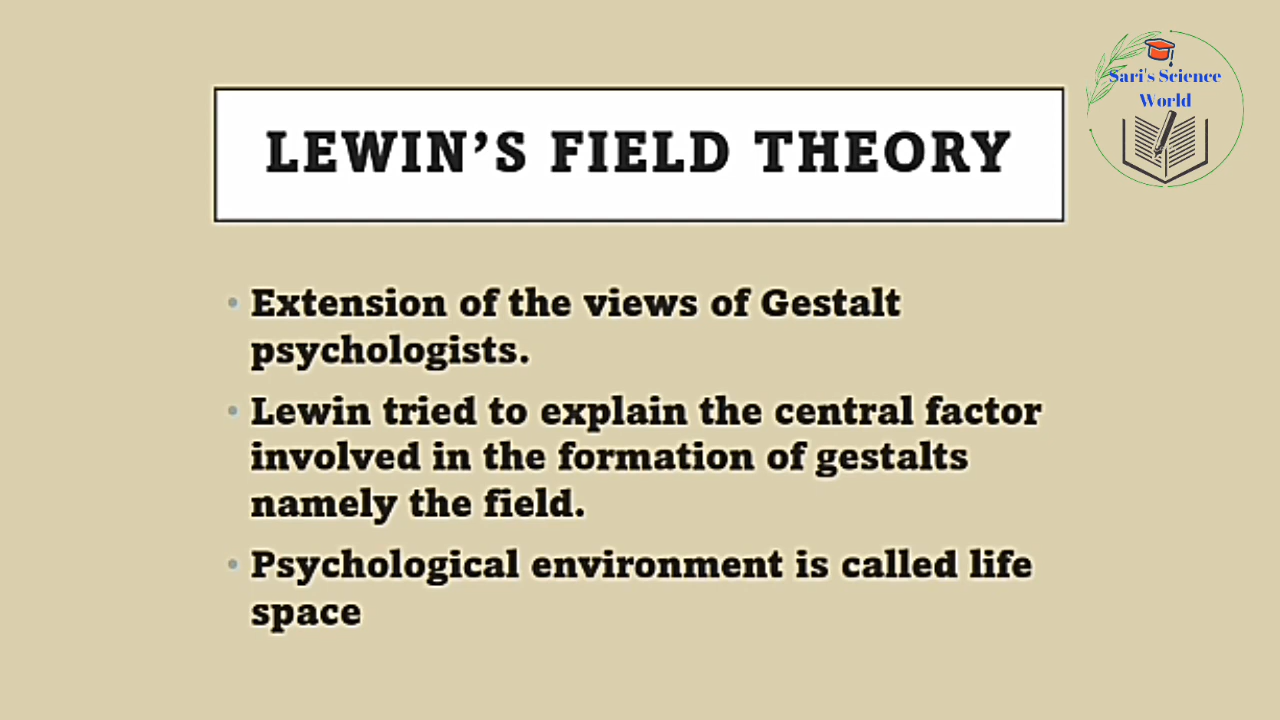 Sari's Science
World
LEWIN’S FIELD THEORY
• Extension of the views of Gestalt
psychologists.
• Lewin tried to explain the central factor
involved in the formation of gestalts
namely the field.
• Psychological environment is called life
space